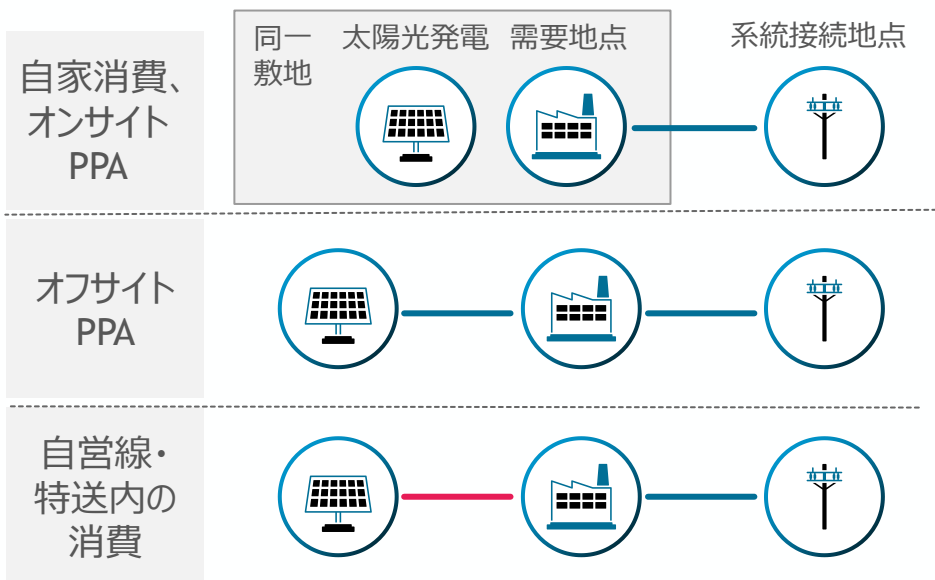 同一
敷地
太陽光発電
需要地点
系統接続地点
自家消費、
オンサイト
PPA
オフサイト
PPA
自営線・
特送内の
消費